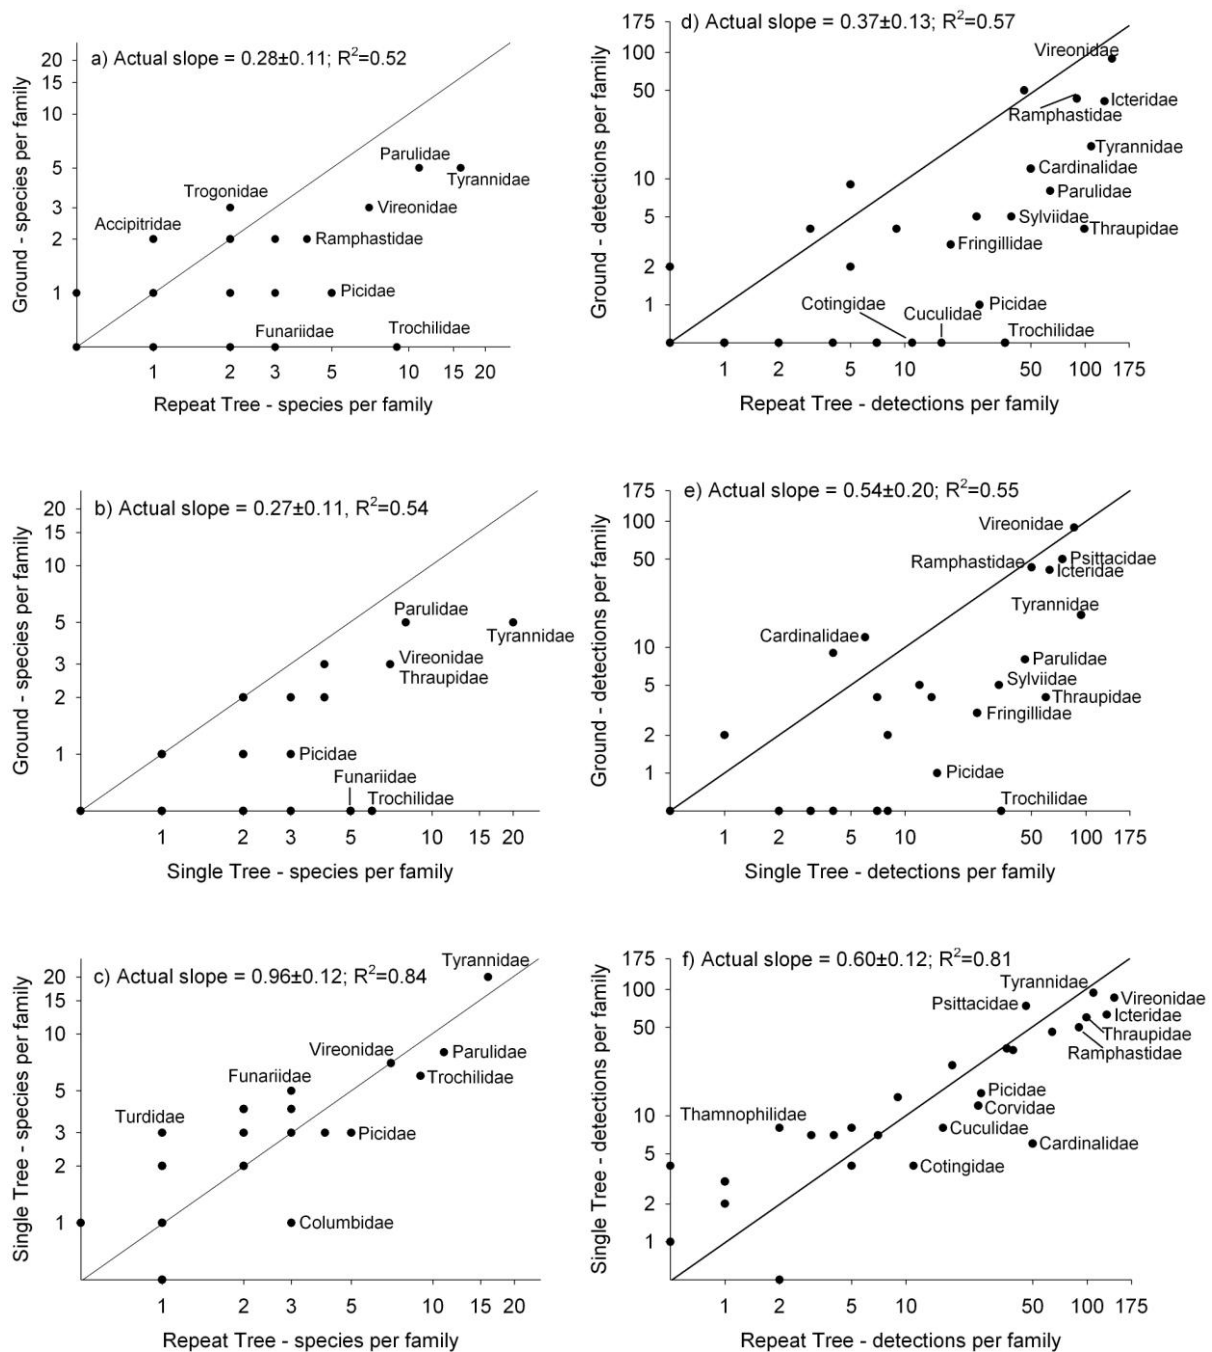 a) Actual slope = 0.28±0.11; R²=0.52
Ground - species per family
20
10
5
3
2
1
Parulidae
Tyrannidae
Trogonidae
Vireonidae
Accipitridae
Ramphastidae
Picidae
Funariidae
Trochilidae
1 2 3 5 10 15 20
Repeat Tree - species per family
d) Actual slope = 0.37±0.13; R²=0.57
Ground - detections per family
175
100
50
10
5
2
1
Vireonidae
Icteridae
Ramphastidae
Tyrannidae
Cardinalidae
Parulidae
Sylviidae
Thraupidae
Fringillidae
Picidae
Cotingidae
Cuculidae
Trochilidae
1 2 5 10 50 100 175
Repeat Tree - detections per family
b) Actual slope = 0.27±0.11, R²=0.54
Ground - species per family
20
15
10
5
3
2
1
Parulidae
Tyrannidae
Vireonidae
Thraupidae
Picidae
Funariidae
Trochilidae
1 2 3 5 10 15 20
Single Tree - species per family
e) Actual slope = 0.54±0.20; R²=0.55
Ground - detections per family
175
100
50
10
5
2
1
Vireonidae
Ramphastidae
Psittacidae
Icteridae
Tyrannidae
Cardinalidae
Parulidae
Sylviidae
Thraupidae
Fringillidae
Picidae
Trochilidae
1 2 5 10 50 100 175
Single Tree - detections per family
c) Actual slope = 0.96±0.12; R²=0.84
Single Tree - species per family
20
15
10
5
3
2
1
Tyrannidae
Vireonidae
Parulidae
Funariidae
Trochilidae
Turdidae
Picidae
Columbidae
1 2 3 5 10 15 20
Repeat Tree - species per family
f) Actual slope = 0.60±0.12; R²=0.81
Single Tree - detections per family
175
100
50
10
5
2
1
Tyrannidae
Psittacidae
Vireonidae
Icteridae
Thraupidae
Ramphastidae
Picidae
Corvidae
Thamnophilidae
Cuculidae
Cardinalidae
Cotingidae
1 2 5 10 50 100 175
Repeat Tree - detections per family